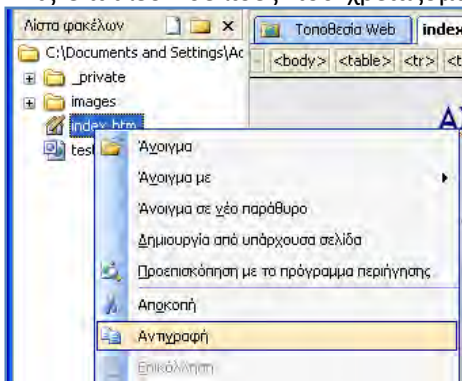 Λίστα φακέλων
Τοποθεσία Web
index
C:\Documents and Settings\Ac
<body> <table> <tr>
_private
images
index.htm
Άνοιγμα
Άνοιγμα με
Άνοιγμα σε νέο παράθυρο
Δημιουργία από υπάρχουσα σελίδα
Προεπισκόπηση με το πρόγραμμα περιήγησης
Αποκοπή
Αντιγραφή
Επικόλληση